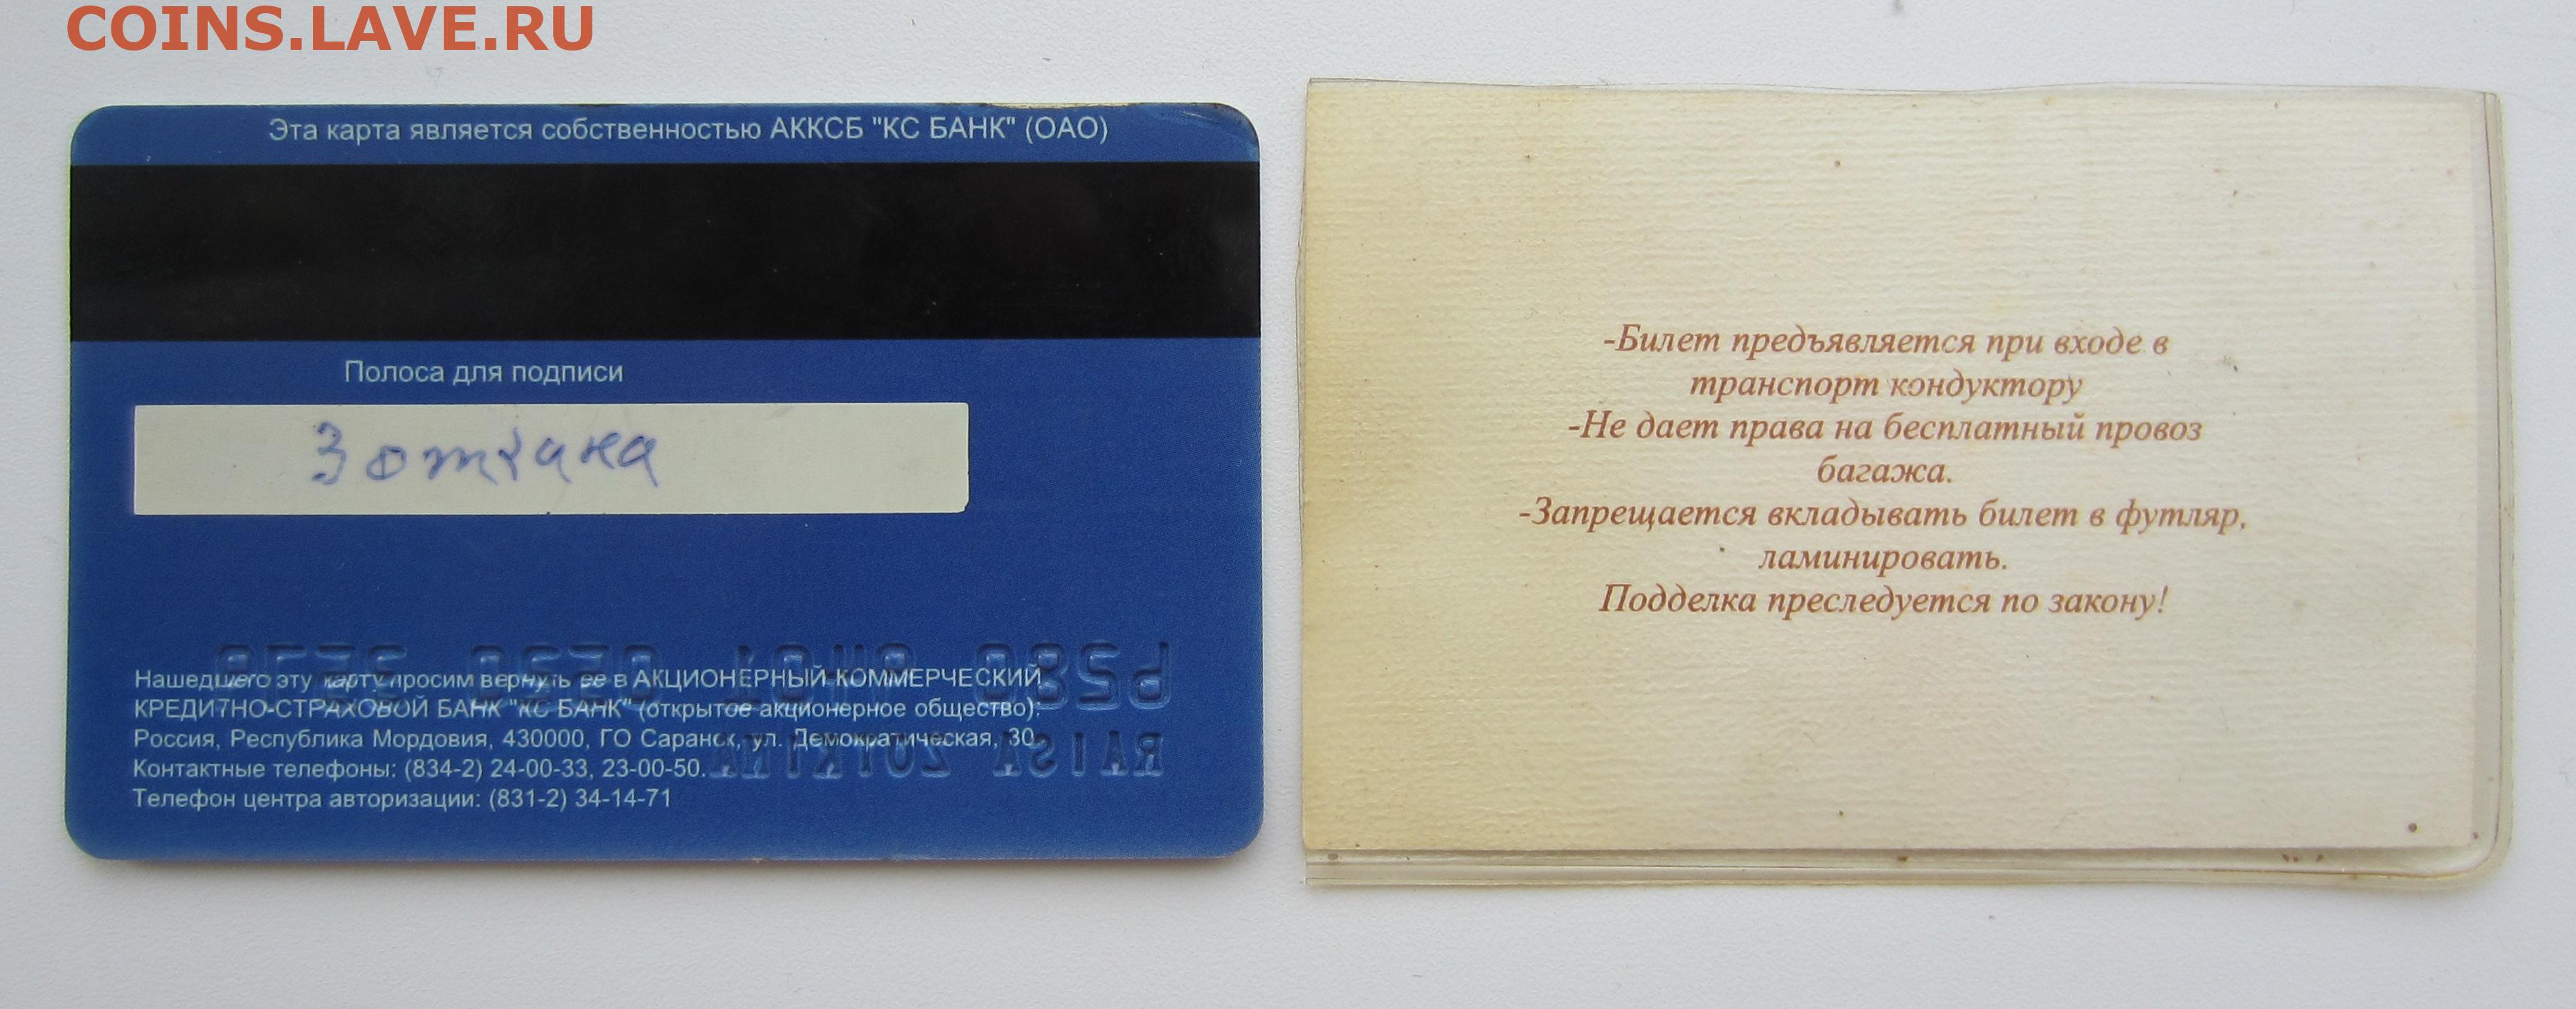 COINS.LAVE.RU
Эта карта является собственностью АККСБ "КС БАНК" (ОАО)
Полоса для подписи
Зоткина
Нашедшего эту карту просим вернуть ее в АКЦИОНЕРНЫЙ КОММЕРЧЕСКИЙ
КРЕДИТНО-СТРАХОВОЙ БАНК "КС БАНК" (открытое акционерное общество):
Россия, Республика Мордовия, 430000, ГО Саранск, ул. Демократическая, 30.
Контактные телефоны: (834-2) 24-00-33, 23-00-50.
Телефон центра авторизации: (831-2) 34-14-71
RAISA ZOTKINA
-Билет предъявляется при входе в
транспорт кондуктору
-Не дает права на бесплатный провоз
багажа.
-Запрещается вкладывать билет в футляр,
ламинировать.
Подделка преследуется по закону!